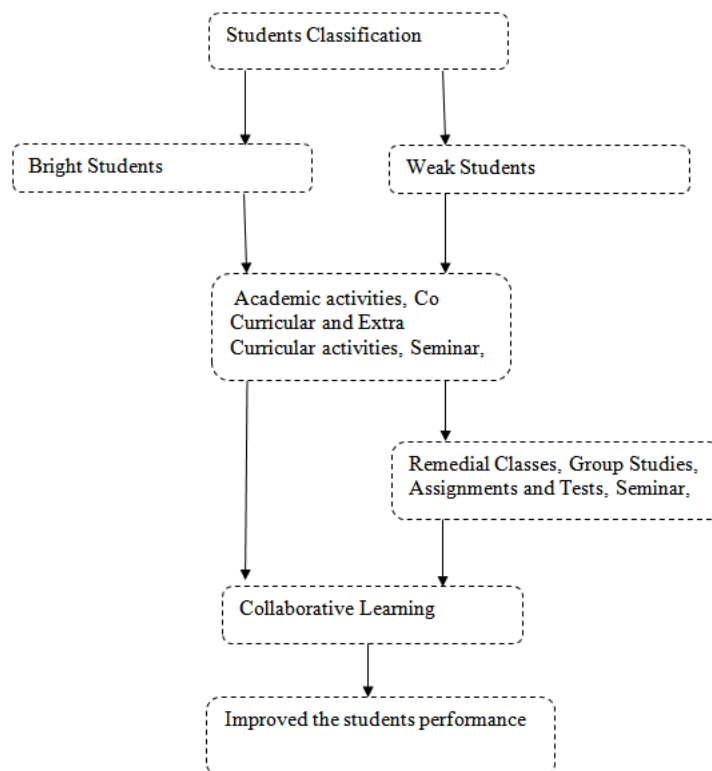 Students Classification
Bright Students
Weak Students
Academic activities, Co
Curricular and Extra
Curricular activities, Seminar,
Remedial Classes, Group Studies,
Assignments and Tests, Seminar,
Collaborative Learning
Improved the students performance